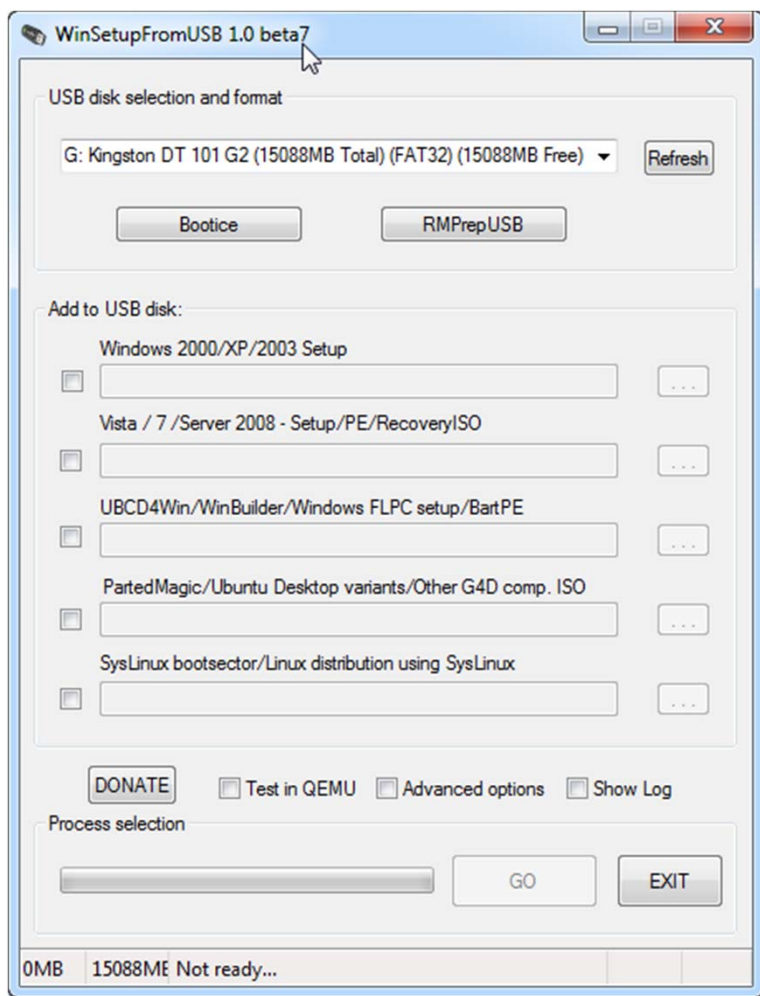 WinSetupFromUSB 1.0 beta7
USB disk selection and format
G: Kingston DT 101 G2 (15088MB Total) (FAT32) (15088MB Free)
Refresh
Bootice
RMPrepUSB
Add to USB disk:
Windows 2000/XP/2003 Setup
...
Vista / 7 /Server 2008 - Setup/PE/RecoveryISO
...
UBCD4Win/WinBuilder/Windows FLPC setup/BartPE
...
PartedMagic/Ubuntu Desktop variants/Other G4D comp. ISO
...
SysLinux bootsector/Linux distribution using SysLinux
...
DONATE
Test in QEMU
Advanced options
Show Log
Process selection
GO
EXIT
0MB
15088ME
Not ready...